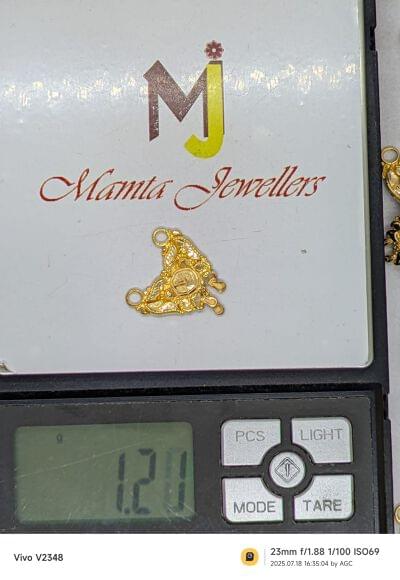 MJ
Mamta Jewellers
g
1.21
PCS
LIGHT
MODE
TARE
Vivo V2348
23mm f/1.88 1/100 ISO69
2025.07.18 16:35:04 by AGC